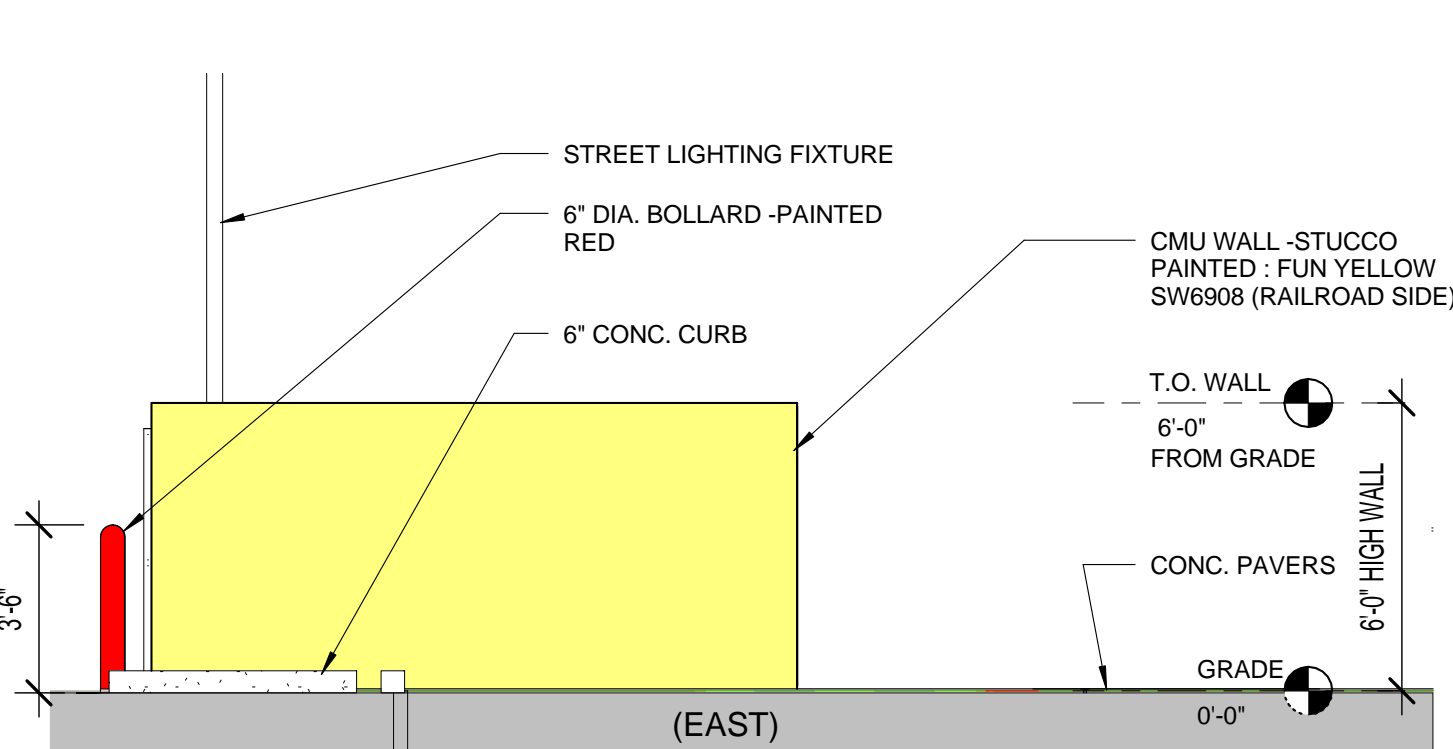 STREET LIGHTING FIXTURE
6" DIA. BOLLARD -PAINTED
RED
CMU WALL -STUCCO
PAINTED : FUN YELLOW
SW6908 (RAILROAD SIDE)
6" CONC. CURB
T.O. WALL
6'-0"
FROM GRADE
6'-0" HIGH WALL
CONC. PAVERS
3'-6"
GRADE
0'-0"
(EAST)